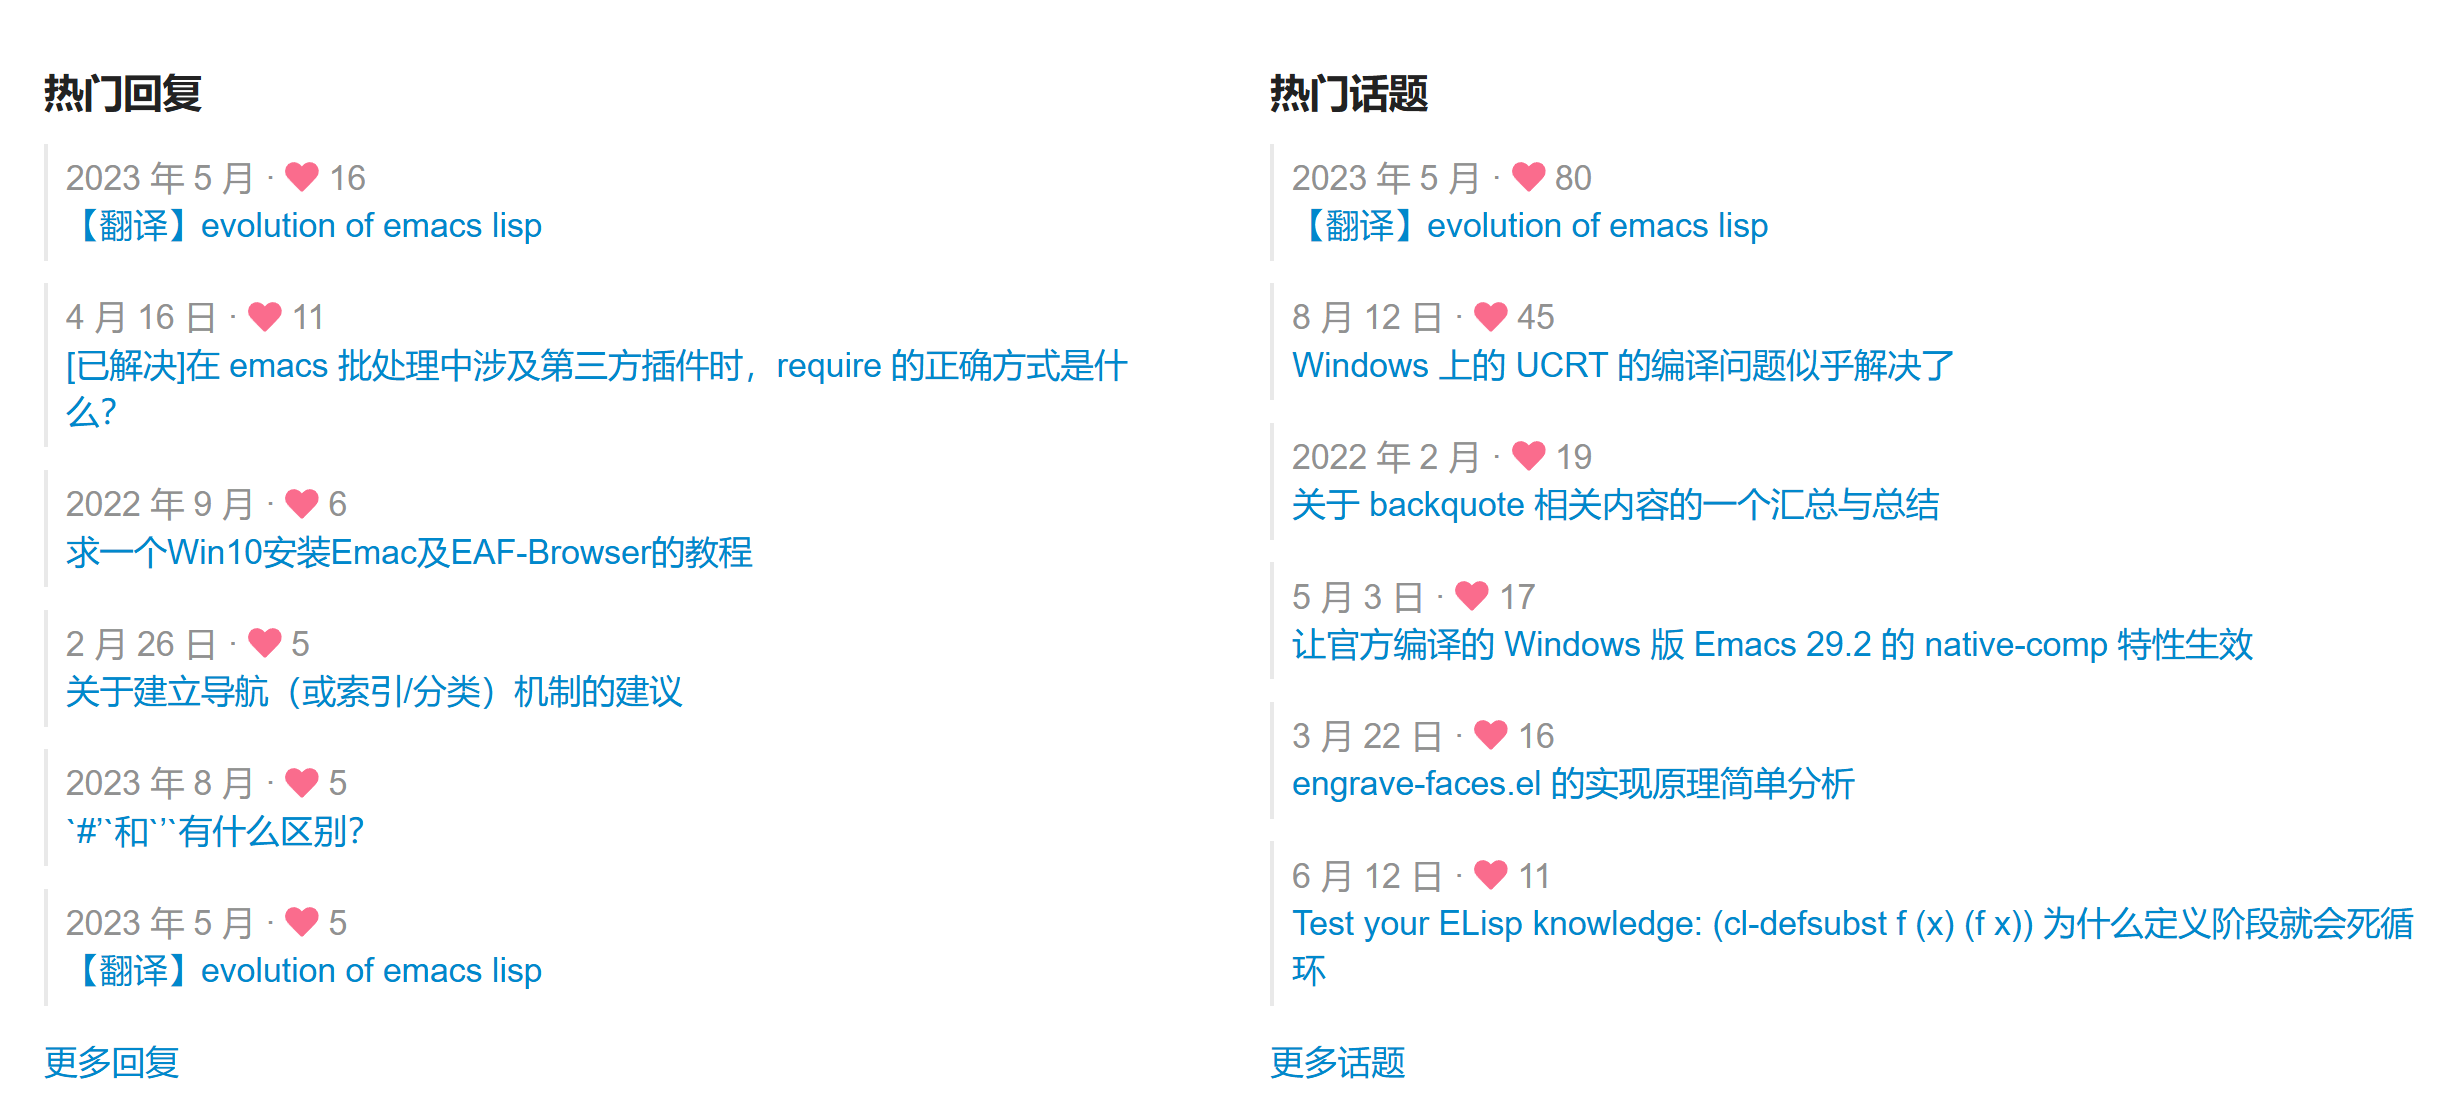 热门回复
2023 年 5 月 · 16
【翻译】evolution of emacs lisp
4 月 16 日 · 11
[已解决]在 emacs 批处理中涉及第三方插件时，require 的正确方式是什
么？
2022 年 9 月 · 6
求一个Win10安装Emac及EAF-Browser的教程
2 月 26 日 · 5
关于建立导航（或索引/分类）机制的建议
2023 年 8 月 · 5
`#’`和`’`有什么区别？
2023 年 5 月 · 5
【翻译】evolution of emacs lisp
更多回复
热门话题
2023 年 5 月 · 80
【翻译】evolution of emacs lisp
8 月 12 日 · 45
Windows 上的 UCRT 的编译问题似乎解决了
2022 年 2 月 · 19
关于 backquote 相关内容的一个汇总与总结
5 月 3 日 · 17
让官方编译的 Windows 版 Emacs 29.2 的 native-comp 特性生效
3 月 22 日 · 16
engrave-faces.el 的实现原理简单分析
6 月 12 日 · 11
Test your ELisp knowledge: (cl-defsubst f (x) (f x)) 为什么定义阶段就会死循
环
更多话题